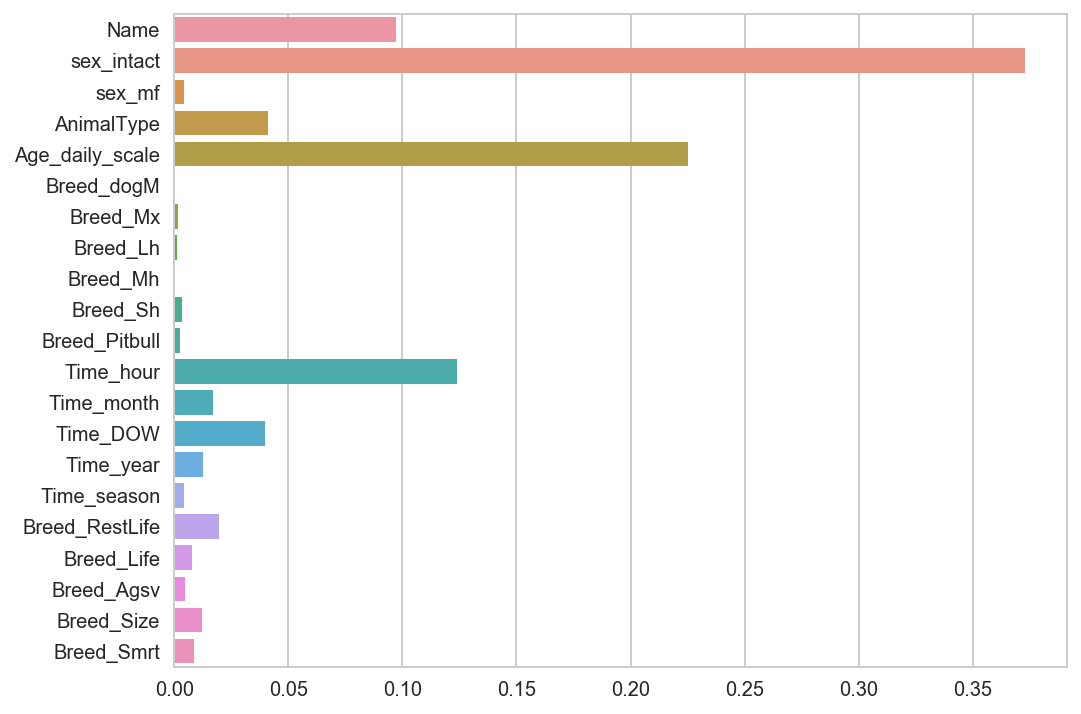 Name
sex_intact
sex_mf
AnimalType
Age_daily_scale
Breed_dogM
Breed_Mx
Breed_Lh
Breed_Mh
Breed_Sh
Breed_Pitbull
Time_hour
Time_month
Time_DOW
Time_year
Time_season
Breed_RestLife
Breed_Life
Breed_Agsv
Breed_Size
Breed_Smrt
0.00 0.05 0.10 0.15 0.20 0.25 0.30 0.35